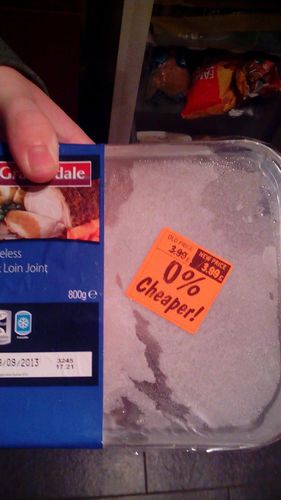 dale
eless
Loin Joint
800g e
/09/2013
3245
17:21
OLD PRICE
3.99£
NEW PRICE
3.99£
0%
Cheaper!